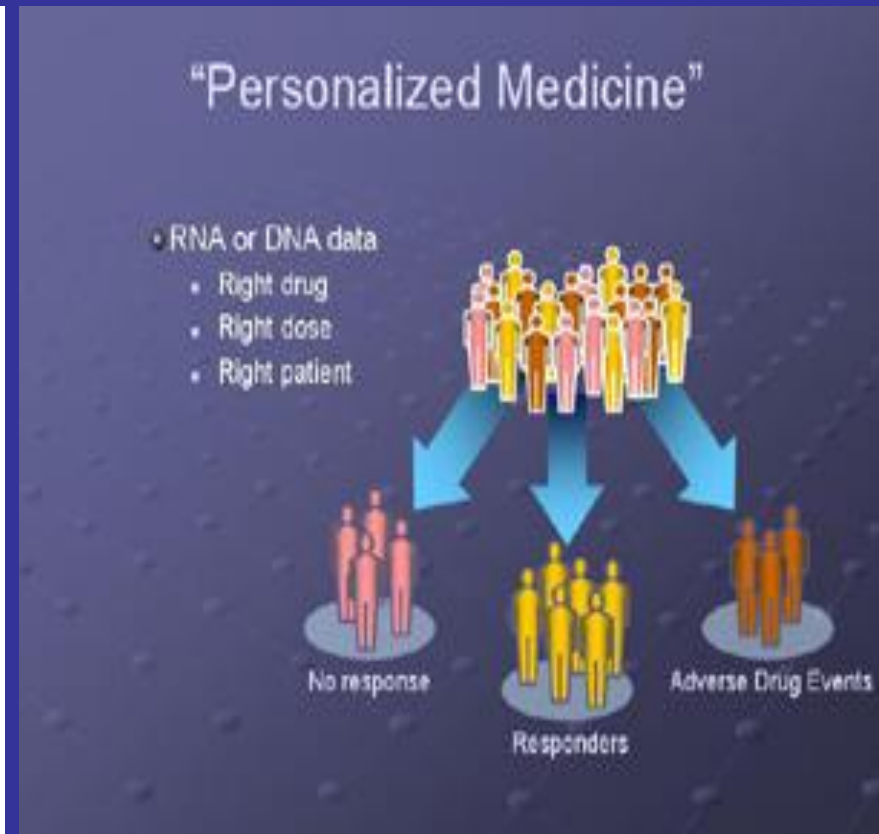 “Personalized Medicine”
RNA or DNA data
Right drug
Right dose
Right patient
No response
Responders
Adverse Drug Events